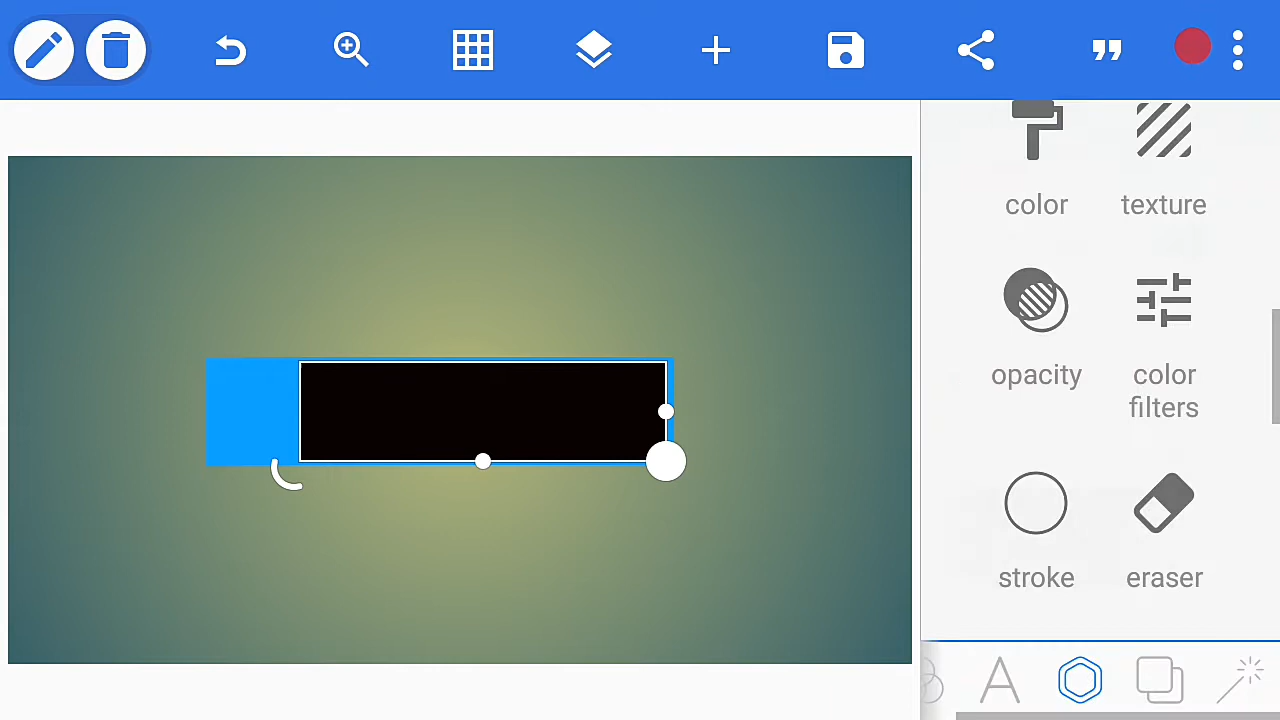 color texture
opacity color
filters
stroke eraser